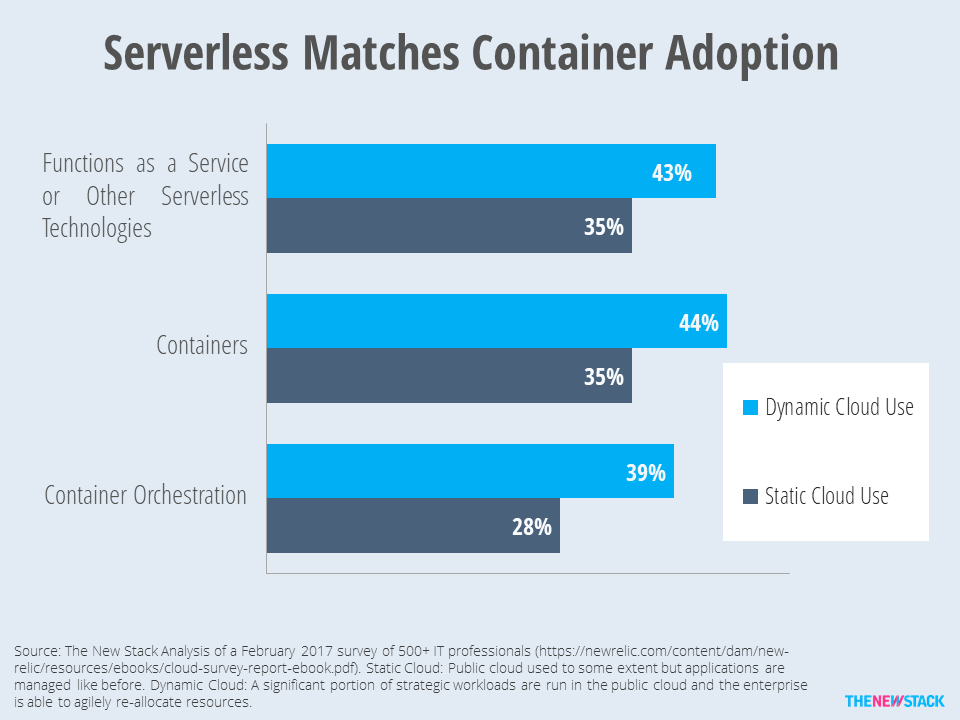 Serverless Matches Container Adoption
Functions as a Service
or Other Serverless
Technologies
43%
35%
Containers
44%
35%
Container Orchestration
39%
28%
Dynamic Cloud Use
Static Cloud Use
Source: The New Stack Analysis of a February 2017 survey of 500+ IT professionals (https://newrelic.com/content/dam/new-
relic/resources/ebooks/cloud-survey-report-ebook.pdf). Static Cloud: Public cloud used to some extent but applications are
managed like before. Dynamic Cloud: A significant portion of strategic workloads are run in the public cloud and the enterprise
is able to agilely re-allocate resources.
THENEWSTACK